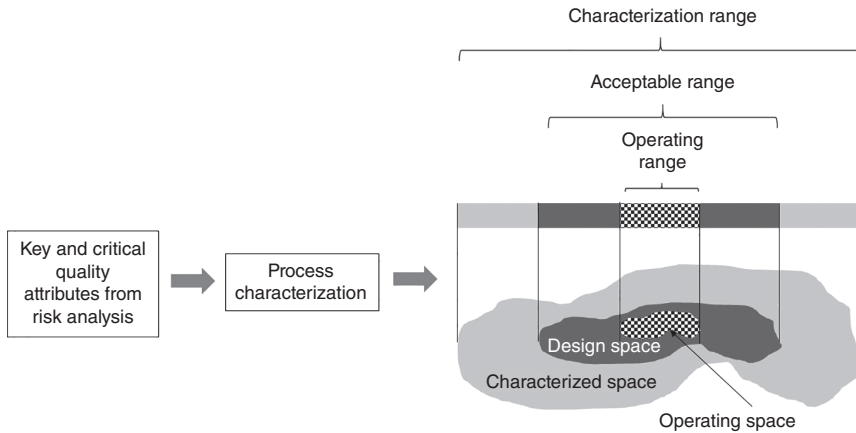 Characterization range
Acceptable range
Operating
range
Key and critical
quality
attributes from
risk analysis
Process
characterization
Design space
Characterized space
Operating space